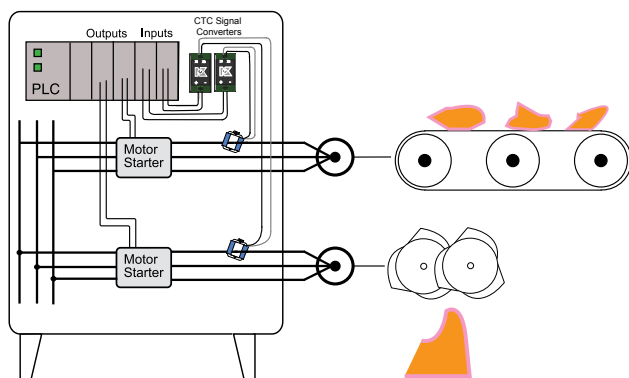 CTC Signal
Converters
Outputs Inputs
PLC
Motor
Starter
Motor
Starter